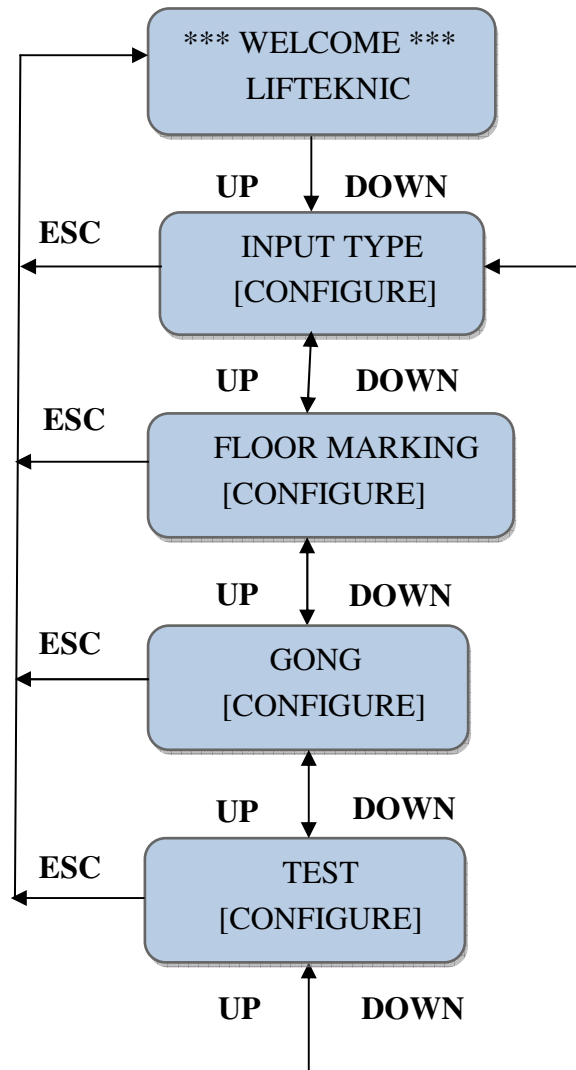 *** WELCOME ***
LIFTEKNIC
UP DOWN
ESC
INPUT TYPE
[CONFIGURE]
UP DOWN
ESC
FLOOR MARKING
[CONFIGURE]
UP DOWN
ESC
GONG
[CONFIGURE]
UP DOWN
ESC
TEST
[CONFIGURE]
UP DOWN